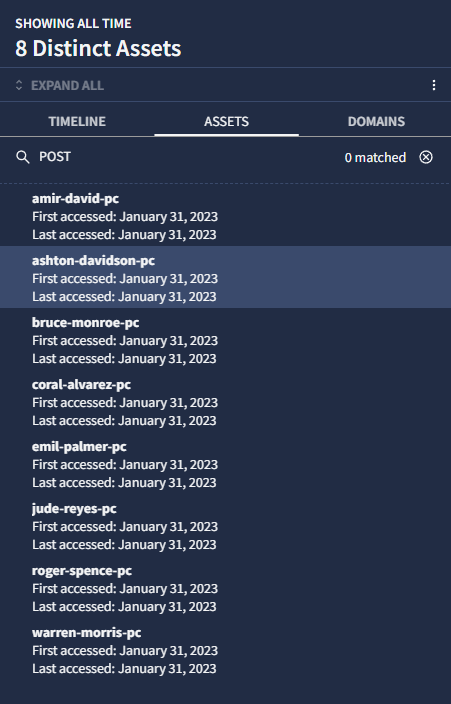 SHOWING ALL TIME
8 Distinct Assets
EXPAND ALL
TIMELINE ASSETS DOMAINS
POST 0 matched
amir-david-pc
First accessed: January 31, 2023
Last accessed: January 31, 2023
ashton-davidson-pc
First accessed: January 31, 2023
Last accessed: January 31, 2023
bruce-monroe-pc
First accessed: January 31, 2023
Last accessed: January 31, 2023
coral-alvarez-pc
First accessed: January 31, 2023
Last accessed: January 31, 2023
emil-palmer-pc
First accessed: January 31, 2023
Last accessed: January 31, 2023
jude-reyes-pc
First accessed: January 31, 2023
Last accessed: January 31, 2023
roger-spence-pc
First accessed: January 31, 2023
Last accessed: January 31, 2023
warren-morris-pc
First accessed: January 31, 2023
Last accessed: January 31, 2023